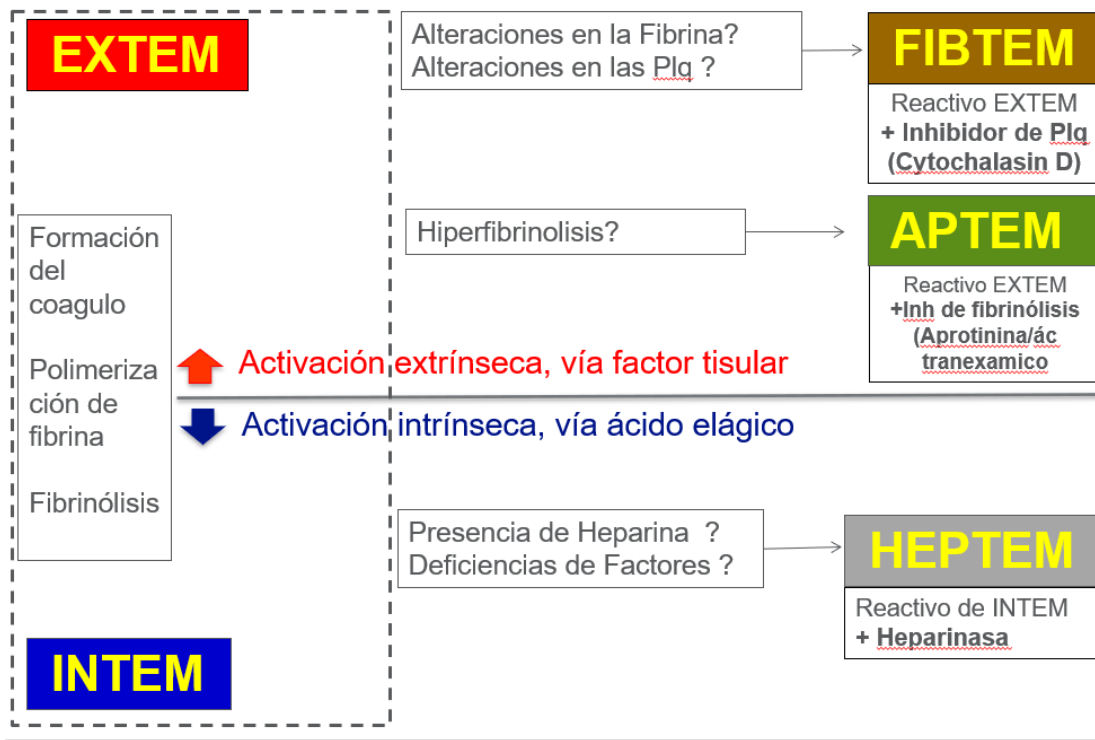 EXTEM
Alteraciones en la Fibrina?
Alteraciones en las Plq ?
FIBTEM
Reactivo EXTEM
+ Inhibidor de Plq
(Cytochalasin D)
Hiperfibrinolisis?
APTEM
Reactivo EXTEM
+Inh de fibrinólisis
(Aprotinina/ác
tranexamico
Formación
del
coagulo
Polimeriza
ción de
fibrina
Fibrinólisis
Activación extrínseca, vía factor tisular
Activación intrínseca, vía ácido elágico
Presencia de Heparina ?
Deficiencias de Factores ?
HEPTEM
Reactivo de INTEM
+ Heparinasa
INTEM